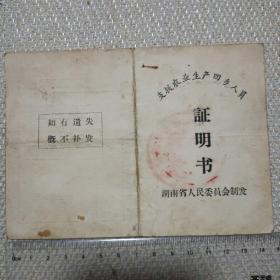 支援农业生产回乡人员
証明书
湖南省人民委員会制发
如有遗失
概不补发